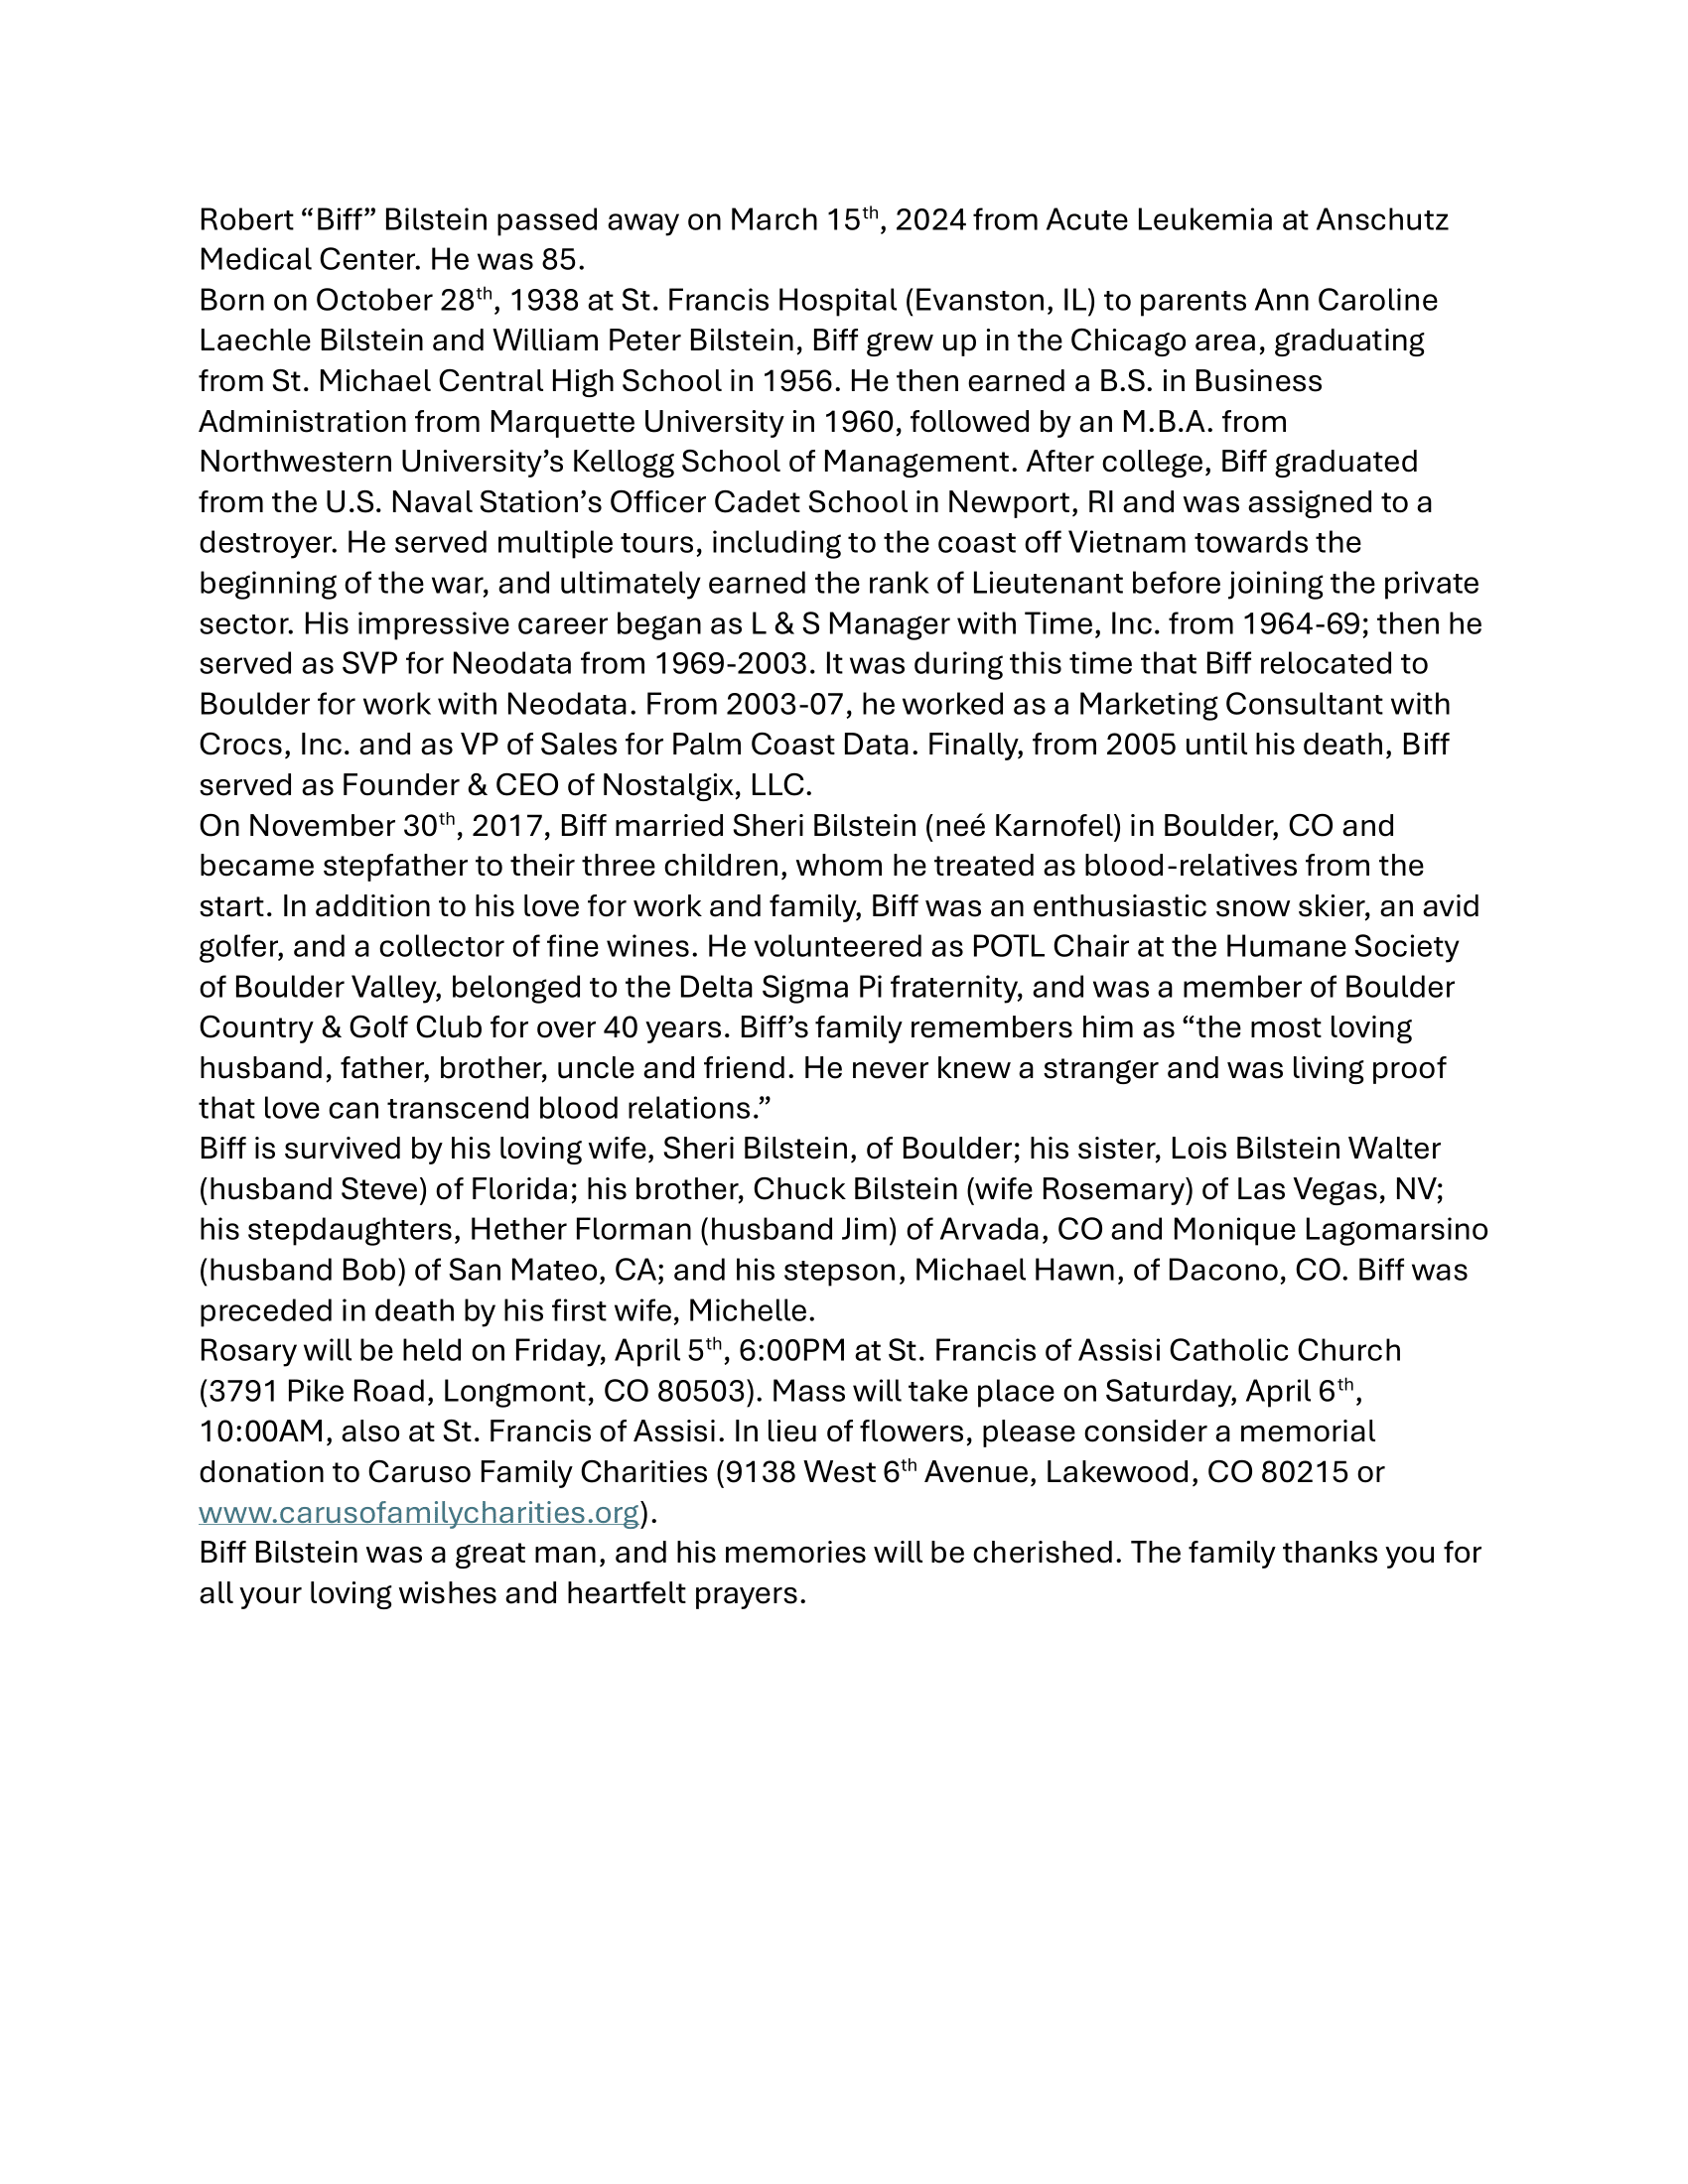 Robert “Biff” Bilstein passed away on March 15th, 2024 from Acute Leukemia at Anschutz
Medical Center. He was 85.
Born on October 28th, 1938 at St. Francis Hospital (Evanston, IL) to parents Ann Caroline
Laechle Bilstein and William Peter Bilstein, Biff grew up in the Chicago area, graduating
from St. Michael Central High School in 1956. He then earned a B.S. in Business
Administration from Marquette University in 1960, followed by an M.B.A. from
Northwestern University’s Kellogg School of Management. After college, Biff graduated
from the U.S. Naval Station’s Officer Cadet School in Newport, RI and was assigned to a
destroyer. He served multiple tours, including to the coast off Vietnam towards the
beginning of the war, and ultimately earned the rank of Lieutenant before joining the private
sector. His impressive career began as L & S Manager with Time, Inc. from 1964-69; then he
served as SVP for Neodata from 1969-2003. It was during this time that Biff relocated to
Boulder for work with Neodata. From 2003-07, he worked as a Marketing Consultant with
Crocs, Inc. and as VP of Sales for Palm Coast Data. Finally, from 2005 until his death, Biff
served as Founder & CEO of Nostalgix, LLC.
On November 30th, 2017, Biff married Sheri Bilstein (neé Karnofel) in Boulder, CO and
became stepfather to their three children, whom he treated as blood-relatives from the
start. In addition to his love for work and family, Biff was an enthusiastic snow skier, an avid
golfer, and a collector of fine wines. He volunteered as POTL Chair at the Humane Society
of Boulder Valley, belonged to the Delta Sigma Pi fraternity, and was a member of Boulder
Country & Golf Club for over 40 years. Biff’s family remembers him as “the most loving
husband, father, brother, uncle and friend. He never knew a stranger and was living proof
that love can transcend blood relations.”
Biff is survived by his loving wife, Sheri Bilstein, of Boulder; his sister, Lois Bilstein Walter
(husband Steve) of Florida; his brother, Chuck Bilstein (wife Rosemary) of Las Vegas, NV;
his stepdaughters, Hether Florman (husband Jim) of Arvada, CO and Monique Lagomarsino
(husband Bob) of San Mateo, CA; and his stepson, Michael Hawn, of Dacono, CO. Biff was
preceded in death by his first wife, Michelle.
Rosary will be held on Friday, April 5th, 6:00PM at St. Francis of Assisi Catholic Church
(3791 Pike Road, Longmont, CO 80503). Mass will take place on Saturday, April 6th,
10:00AM, also at St. Francis of Assisi. In lieu of flowers, please consider a memorial
donation to Caruso Family Charities (9138 West 6th Avenue, Lakewood, CO 80215 or
www.carusofamilycharities.org).
Biff Bilstein was a great man, and his memories will be cherished. The family thanks you for
all your loving wishes and heartfelt prayers.